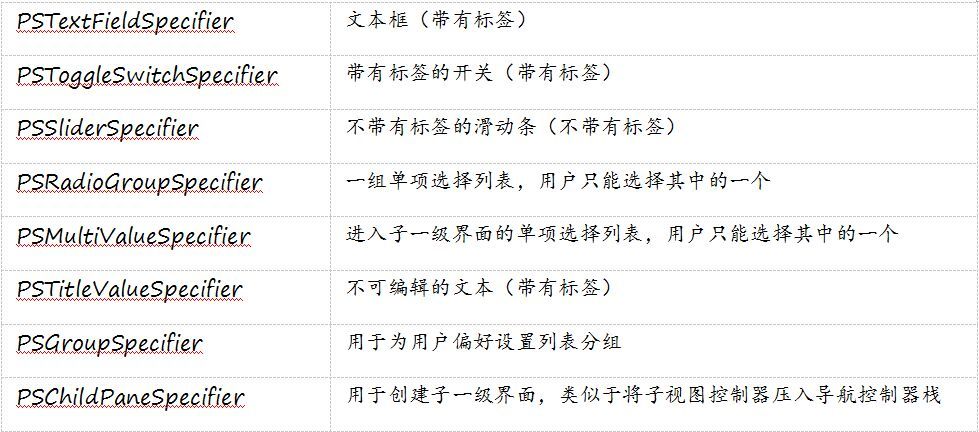 PSTextFieldSpecifier 文本框（带有标签）
PSToggleSwitchSpecifier 带有标签的开关（带有标签）
PSSliderSpecifier 不带有标签的滑动条（不带有标签）
PSRadioGroupSpecifier 一组单项选择列表，用户只能选择其中的一个
PSMultiValueSpecifier 进入子一级界面的单项选择列表，用户只能选择其中的一个
PSTitleValueSpecifier 不可编辑的文本（带有标签）
PSGroupSpecifier 用于为用户偏好设置列表分组
PSChildPaneSpecifier 用于创建子一级界面，类似于将子视图控制器压入导航控制器栈